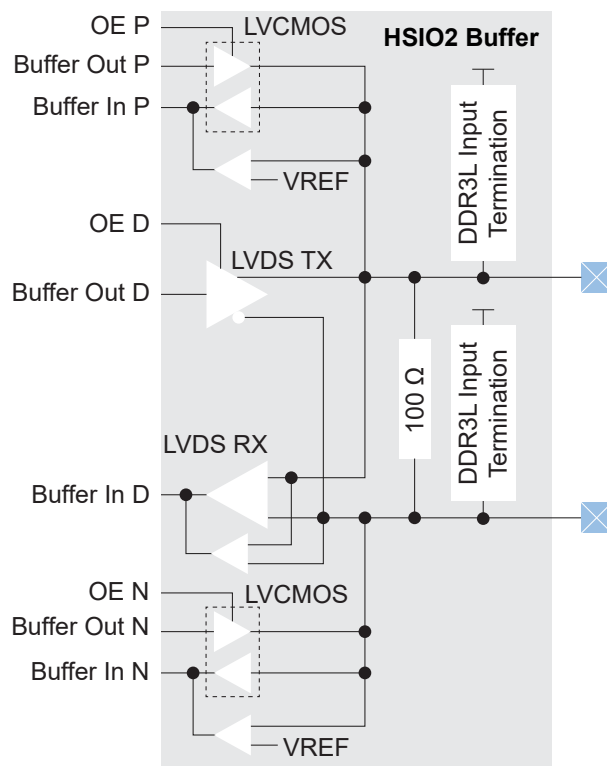 OE P
LVCMOS
HSIO2 Buffer
Buffer Out P
Buffer In P
VREF
DDR3L Input
Termination
OE D
LVDS TX
Buffer Out D
100 Ω
DDR3L Input
Termination
LVDS RX
Buffer In D
OE N
LVCMOS
Buffer Out N
Buffer In N
VREF